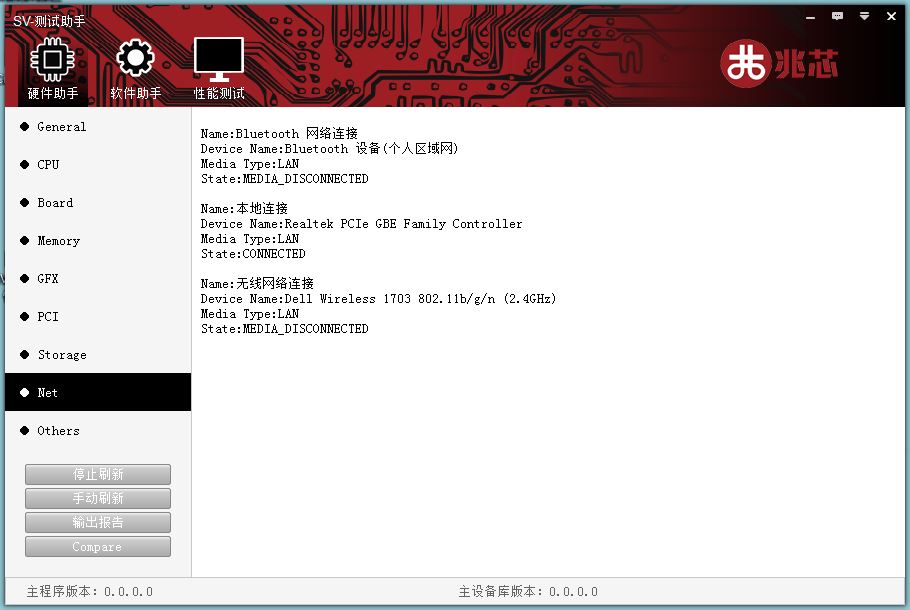 SV-测试助手
兆芯
硬件助手
软件助手
性能测试
General
CPU
Board
Memory
GFX
PCI
Storage
Net
Others
停止刷新
手动刷新
输出报告
Compare
Name:Bluetooth 网络连接
Device Name:Bluetooth 设备(个人区域网)
Media Type:LAN
State:MEDIA_DISCONNECTED
Name:本地连接
Device Name:Realtek PCIe GBE Family Controller
Media Type:LAN
State:CONNECTED
Name:无线网络连接
Device Name:Dell Wireless 1703 802.11b/g/n (2.4GHz)
Media Type:LAN
State:MEDIA_DISCONNECTED
主程序版本: 0.0.0.0
主设备库版本: 0.0.0.0